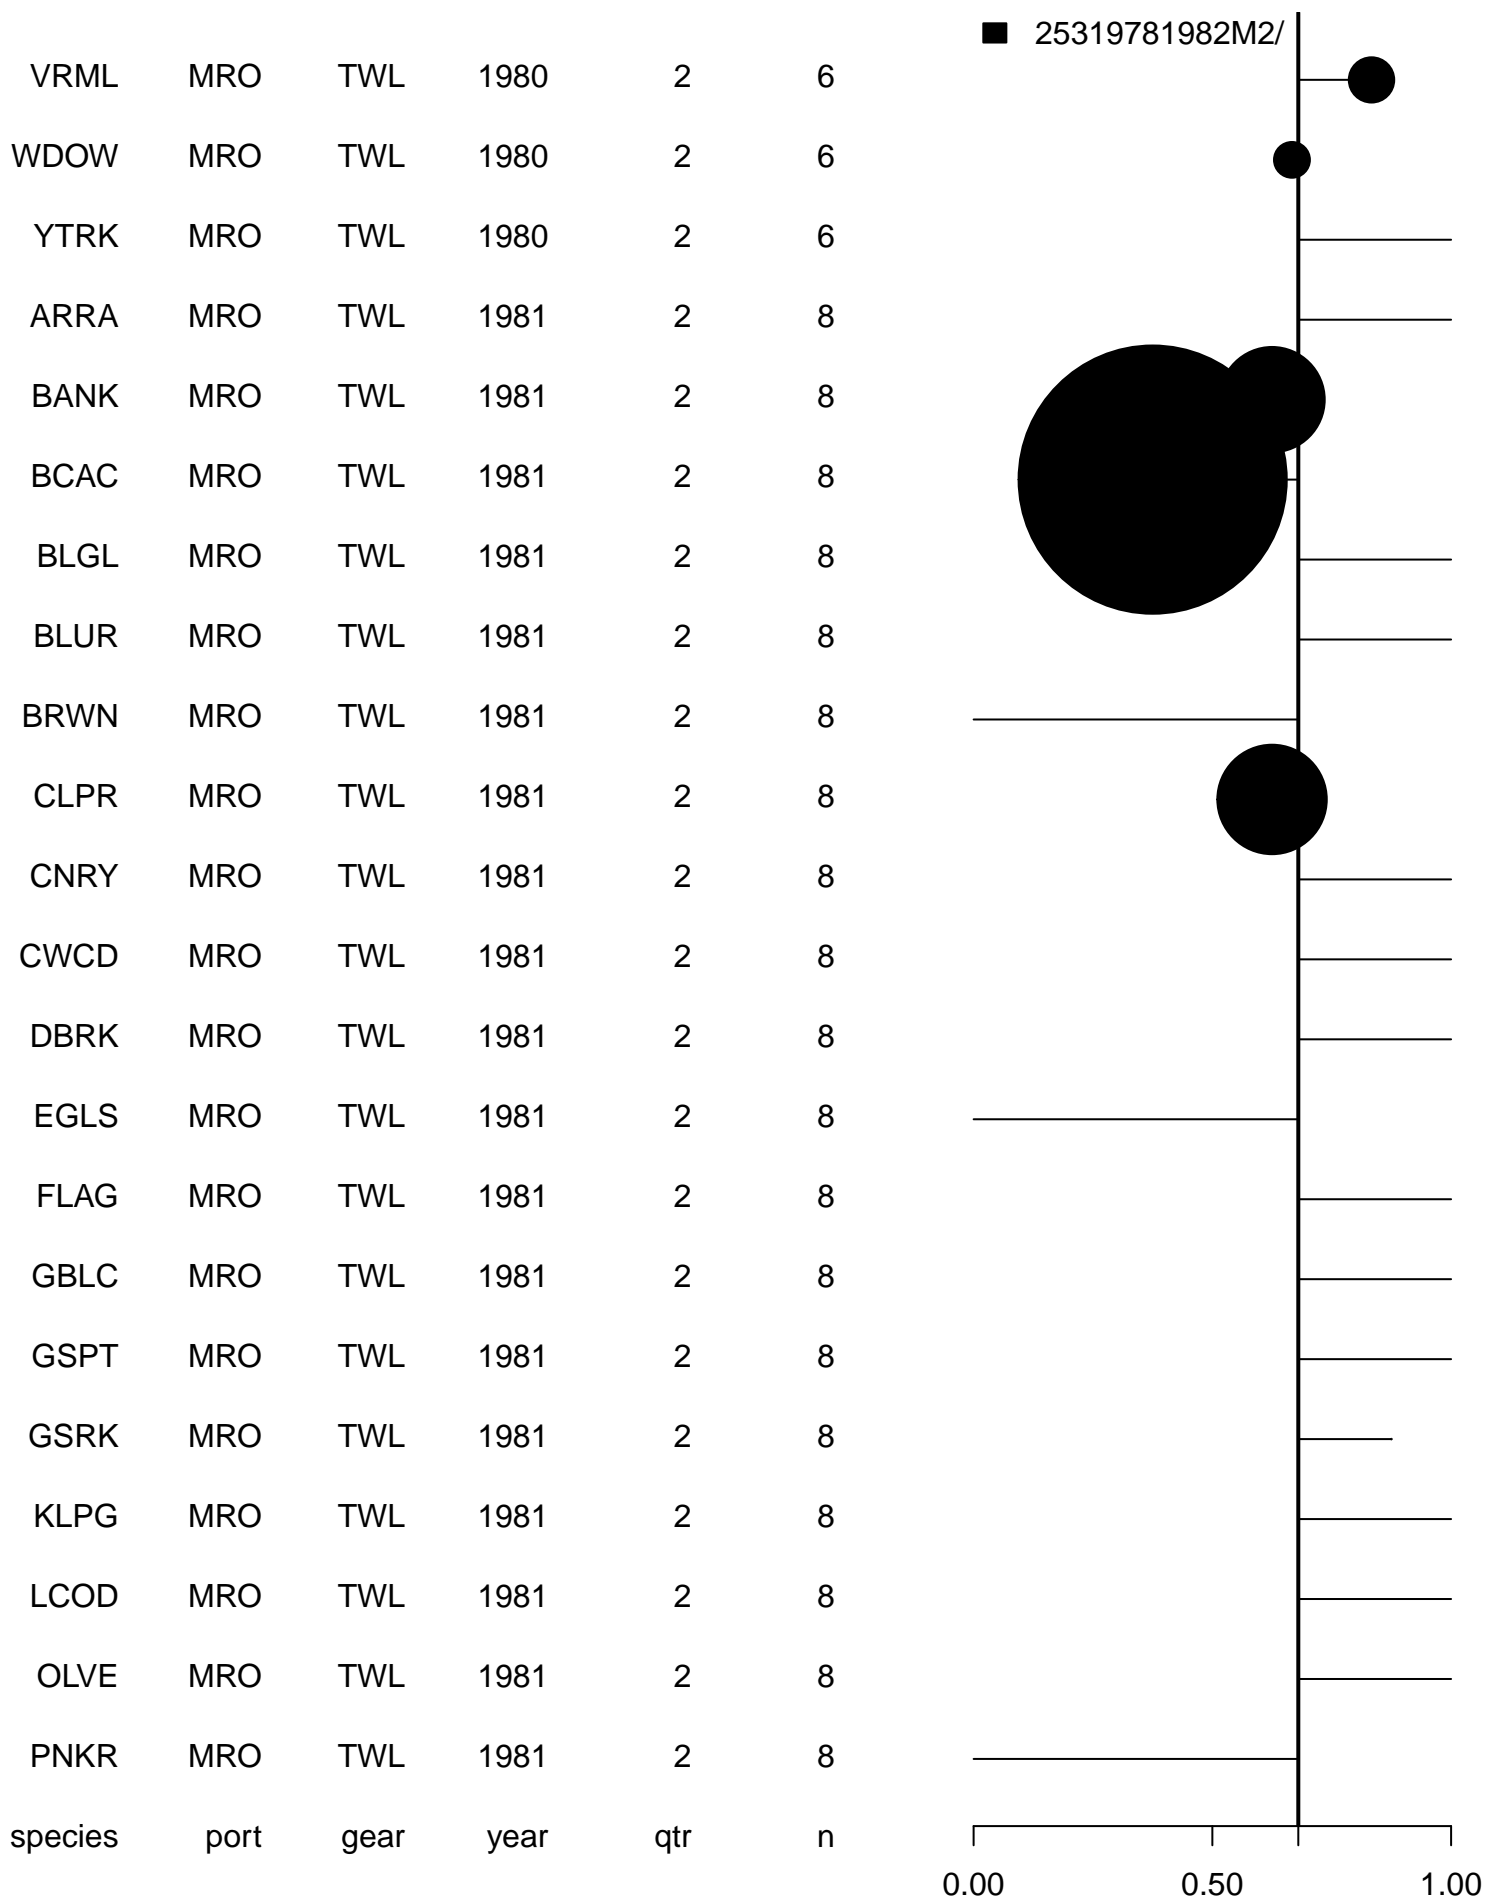 25319781982M2/
VRML MRO TWL 1980 2 6
WDOW MRO TWL 1980 2 6
YTRK MRO TWL 1980 2 6
ARRA MRO TWL 1981 2 8
BANK MRO TWL 1981 2 8
BCAC MRO TWL 1981 2 8
BLGL MRO TWL 1981 2 8
BLUR MRO TWL 1981 2 8
BRWN MRO TWL 1981 2 8
CLPR MRO TWL 1981 2 8
CNRY MRO TWL 1981 2 8
CWCD MRO TWL 1981 2 8
DBRK MRO TWL 1981 2 8
EGLS MRO TWL 1981 2 8
FLAG MRO TWL 1981 2 8
GBLC MRO TWL 1981 2 8
GSPT MRO TWL 1981 2 8
GSRK MRO TWL 1981 2 8
KLPG MRO TWL 1981 2 8
LCOD MRO TWL 1981 2 8
OLVE MRO TWL 1981 2 8
PNKR MRO TWL 1981 2 8
species port gear year qtr n
0.00 0.50 1.00